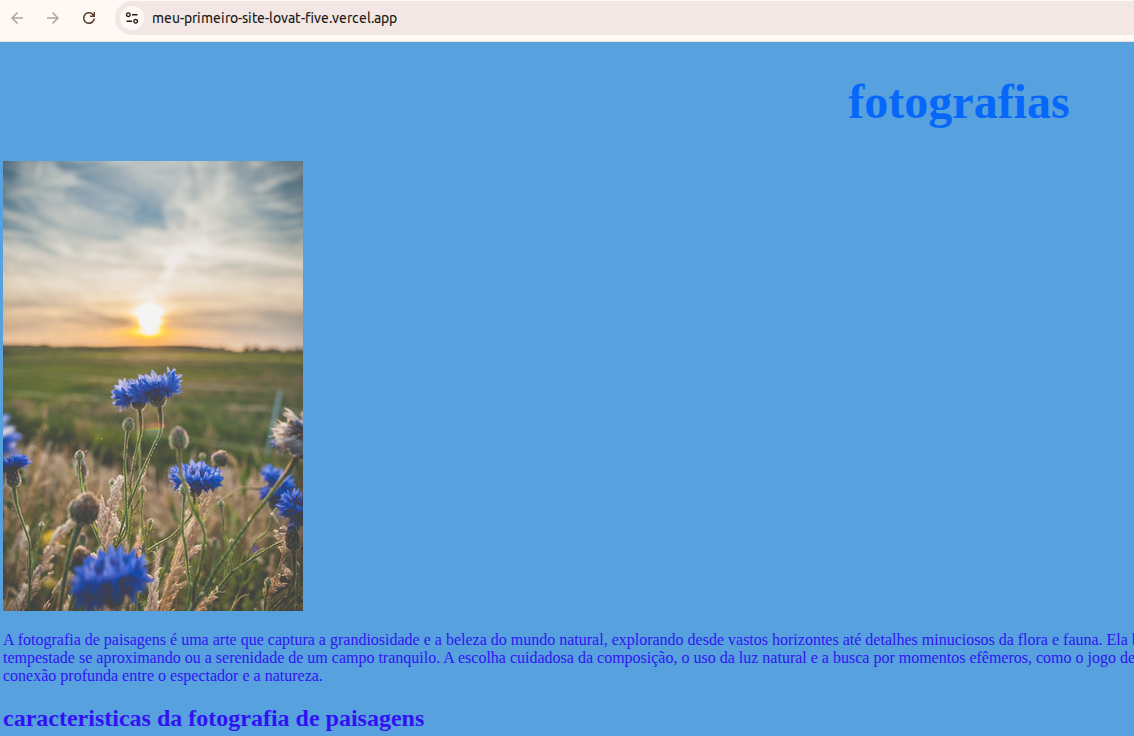 meu-primeiro-site-lovat-five.vercel.app
fotografias
A fotografia de paisagens é uma arte que captura a grandiosidade e a beleza do mundo natural, explorando desde vastos horizontes até detalhes minuciosos da flora e fauna. Ela
tempestade se aproximando ou a serenidade de um campo tranquilo. A escolha cuidadosa da composição, o uso da luz natural e a busca por momentos efêmeros, como o jogo de
conexão profunda entre o espectador e a natureza.
caracteristicas da fotografia de paisagens